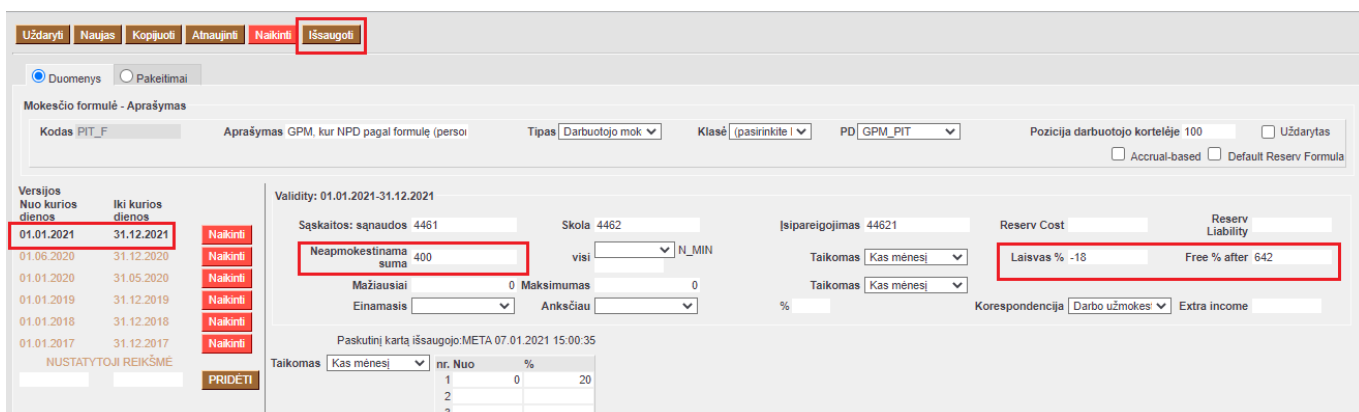 Uždaryti Naujas Kopijuoti Atnaujinti Naikinti Išsaugoti
Duomenys Pakeitimai
Mokesčio formulė - Aprašymas
Kodas PIT_F Aprašymas GPM, kur NPD pagal formulę (persoi Tipas Darbuotojo mok Klasė (pasirinkite PD GPM_PIT Pozicija darbuotojo kortelėje 100 Uždarytas
Accrual-based Default Reserv Formula
Versijos
Nuo kurios dienos Iki kurios dienos
01.01.2021 31.12.2021 Naikinti
01.06.2020 31.12.2020 Naikinti
01.01.2020 31.05.2020 Naikinti
01.01.2019 31.12.2019 Naikinti
01.01.2018 31.12.2018 Naikinti
01.01.2017 31.12.2017 Naikinti
NUSTATYTOJI REIKŠMĖ
PRIDĖTI
Validity: 01.01.2021-31.12.2021
Sąskaitos: sąnaudos 4461 Skola 4462 Įsipareigojimas 44621 Reserv Cost Reserv Liability
Neapmokestinama suma 400 visi N_MIN Taikomas Kas mėnesį Laisvas % -18 Free % after 642
Mažiausiai 0 Maksimumas 0 Taikomas Kas mėnesį
Einamasis Anksčiau % Korespondencija Darbo užmokest Extra income
Paskutinį kartą išsaugojo:META 07.01.2021 15:00:35
Taikomas Kas mėnesį nr. Nuo %
1 0 20
2
3